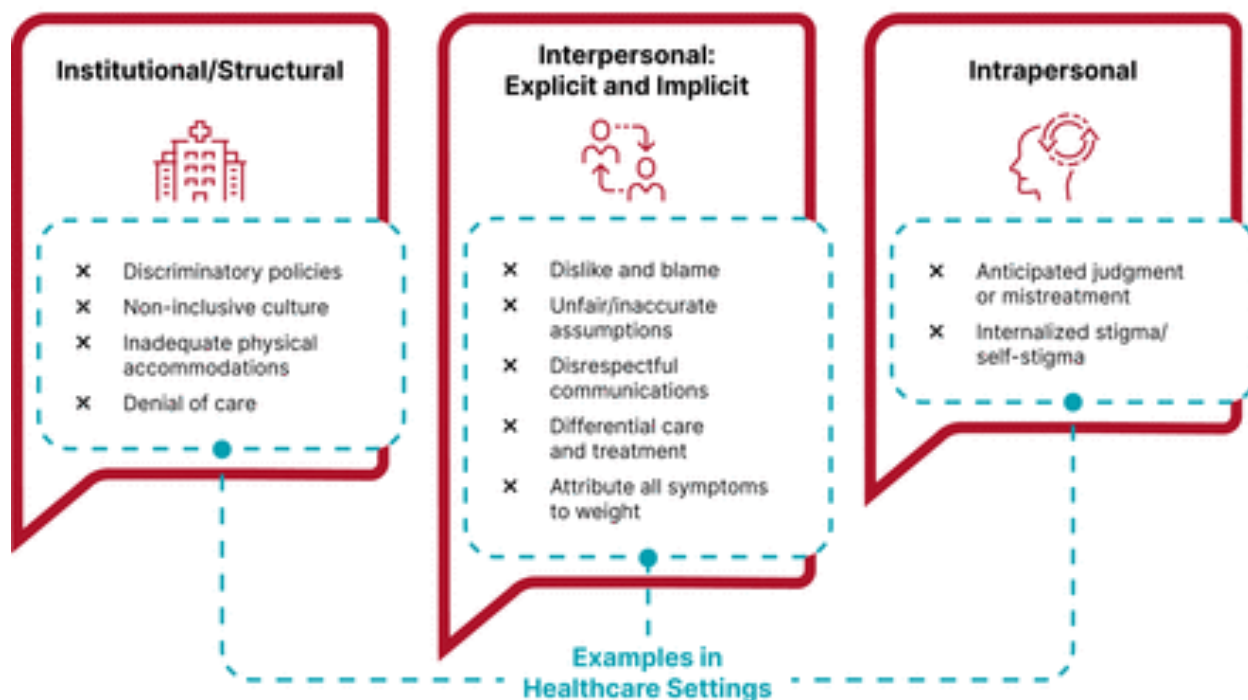 Institutional/Structural
Discriminatory policies
Non-inclusive culture
Inadequate physical
accommodations
Denial of care
Interpersonal:
Explicit and Implicit
Dislike and blame
Unfair/inaccurate
assumptions
Disrespectful
communications
Differential care
and treatment
Attribute all symptoms
to weight
Intrapersonal
Anticipated judgment
or mistreatment
Internalized stigma/
self-stigma
Examples in
Healthcare Settings